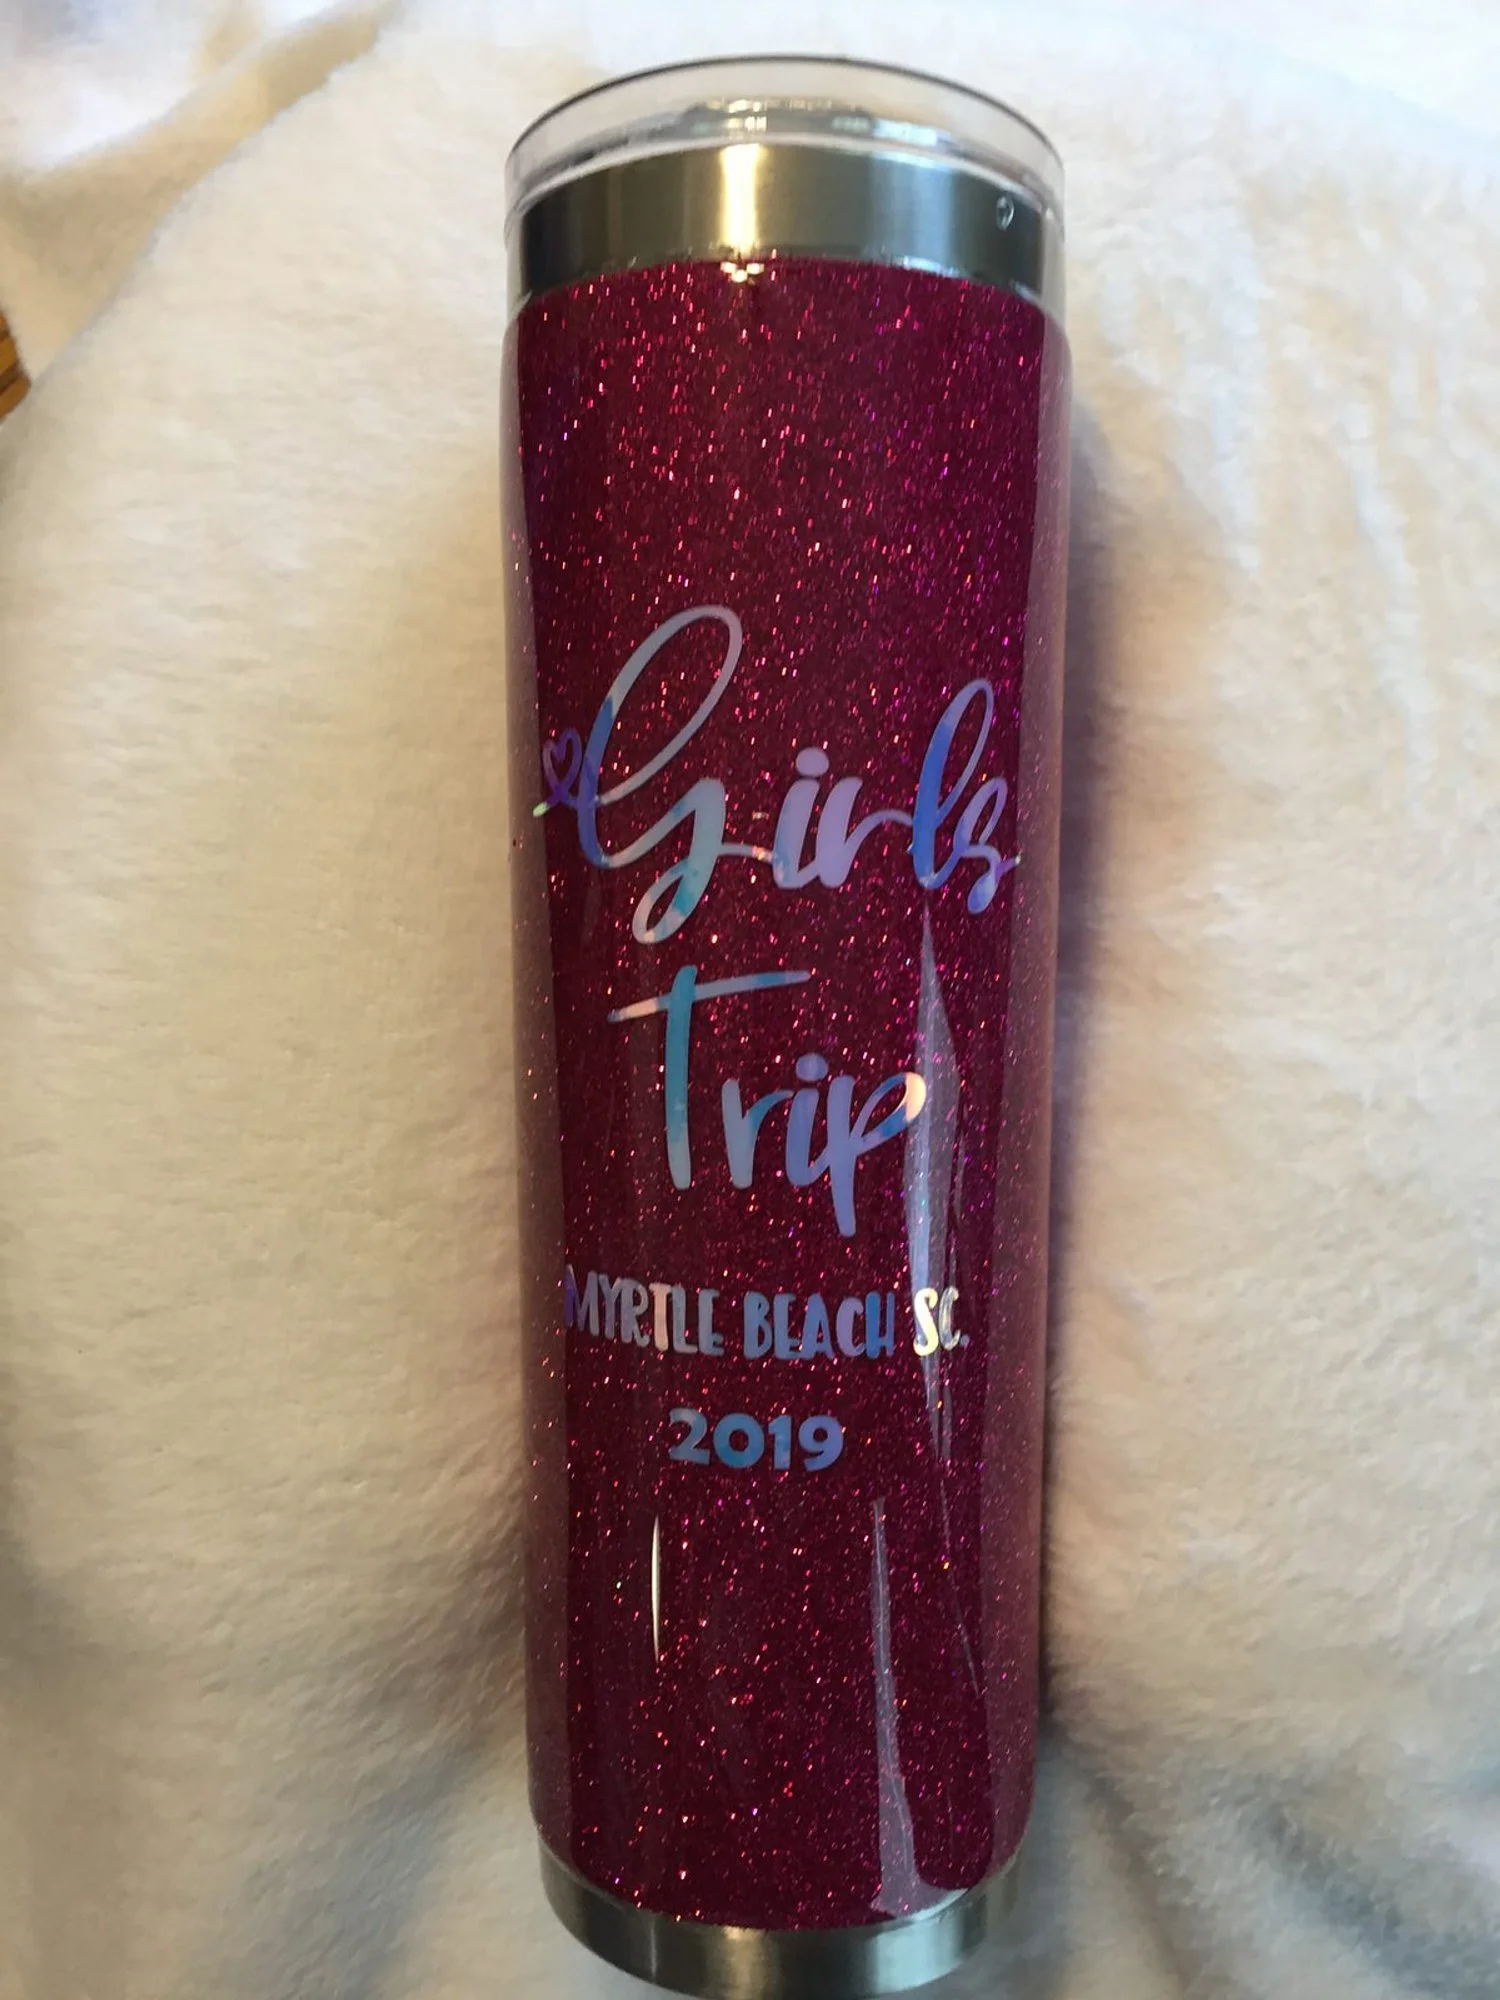 Girls
Trip
MYRTLE BEACH SC.
2019